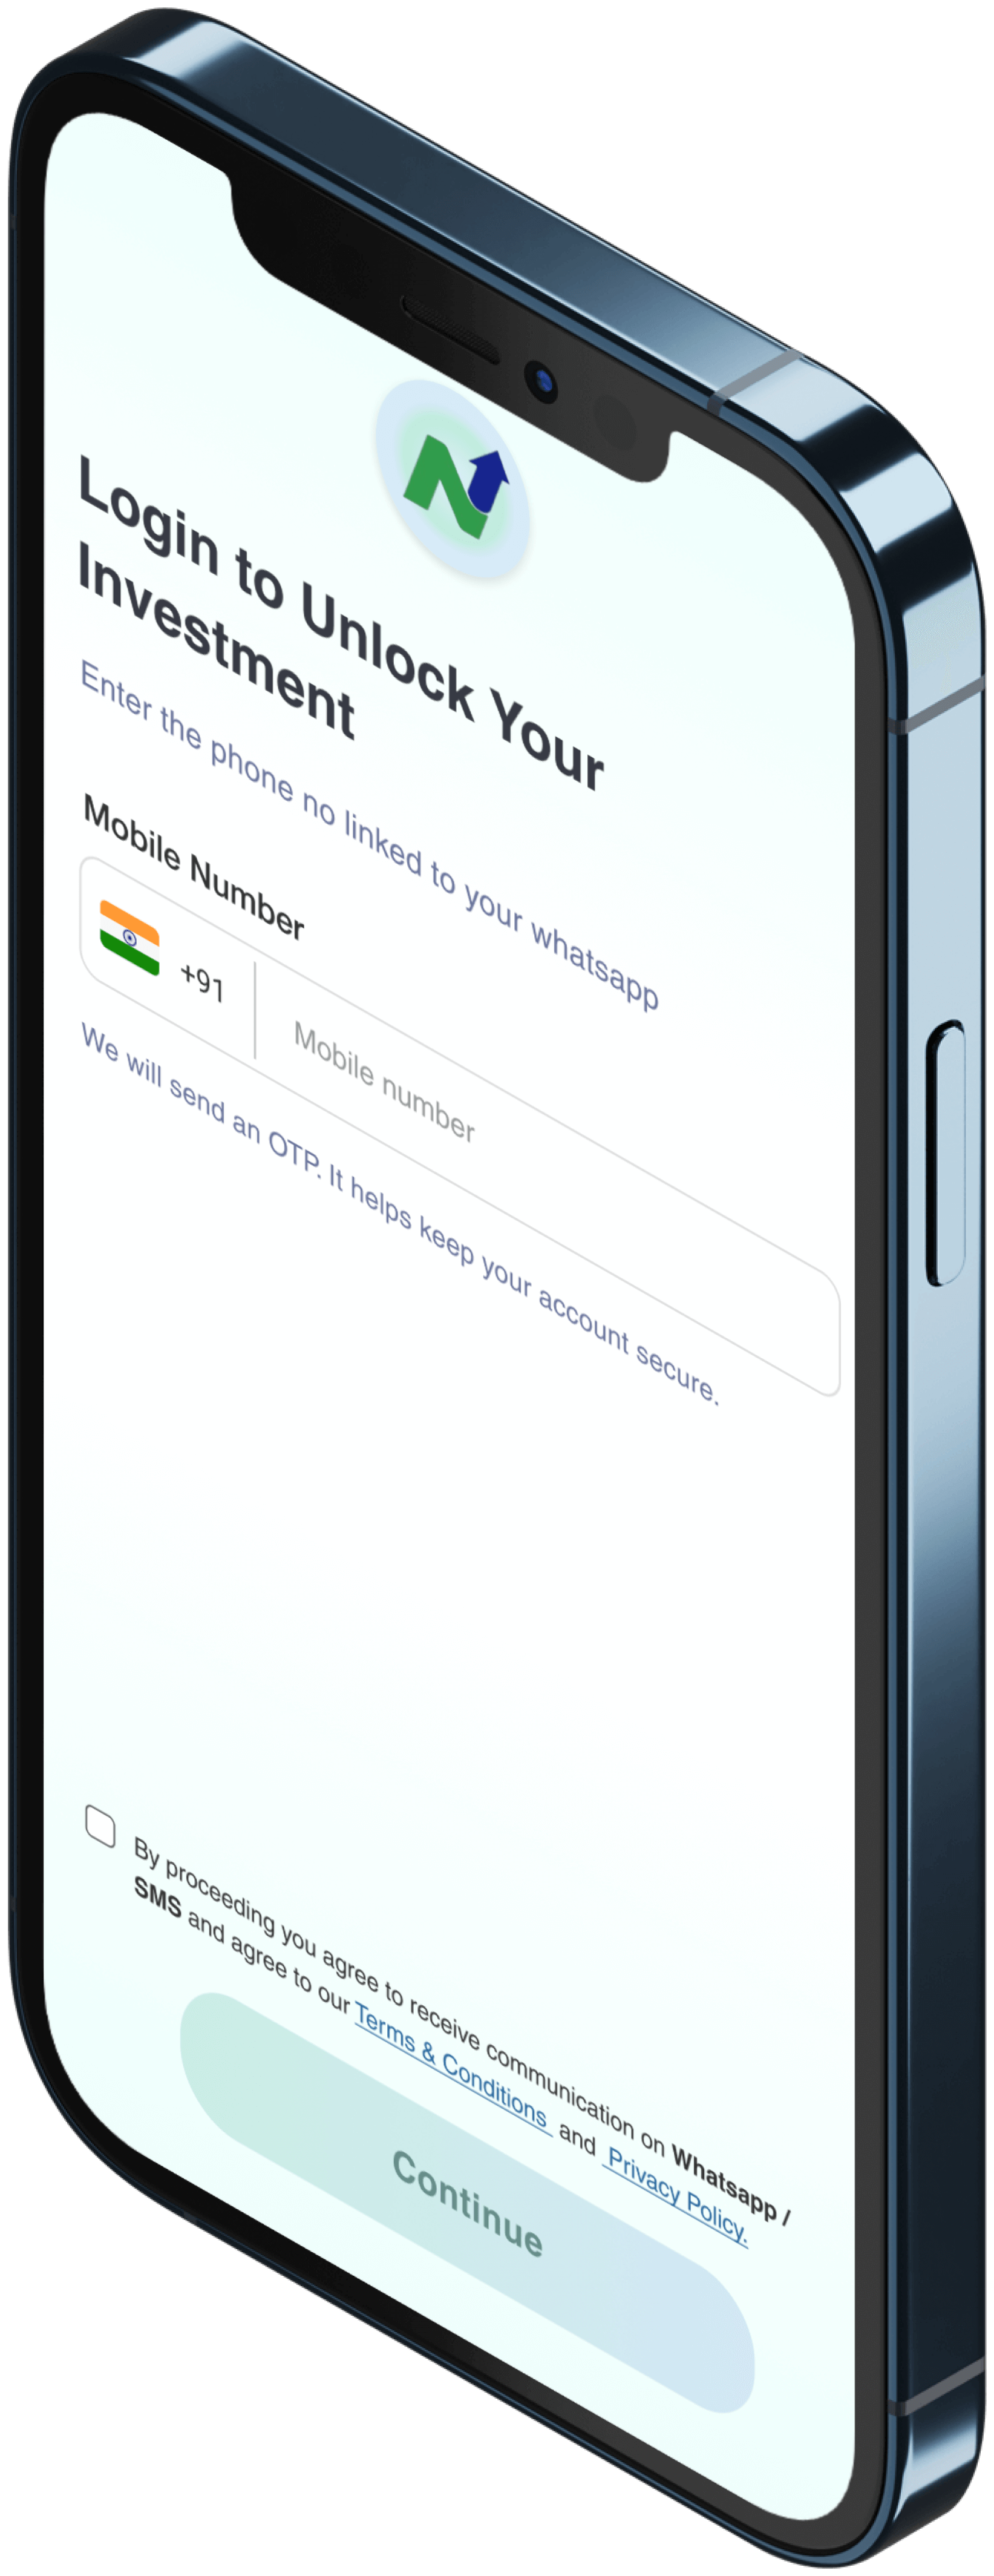 Login to Unlock Your
Investment
Enter the phone no linked to your whatsapp
Mobile Number
+91 Mobile number
We will send an OTP. It helps keep your account secure.
By proceeding you agree to receive communication on Whatsapp /
SMS and agree to our Terms & Conditions and Privacy Policy.
Continue